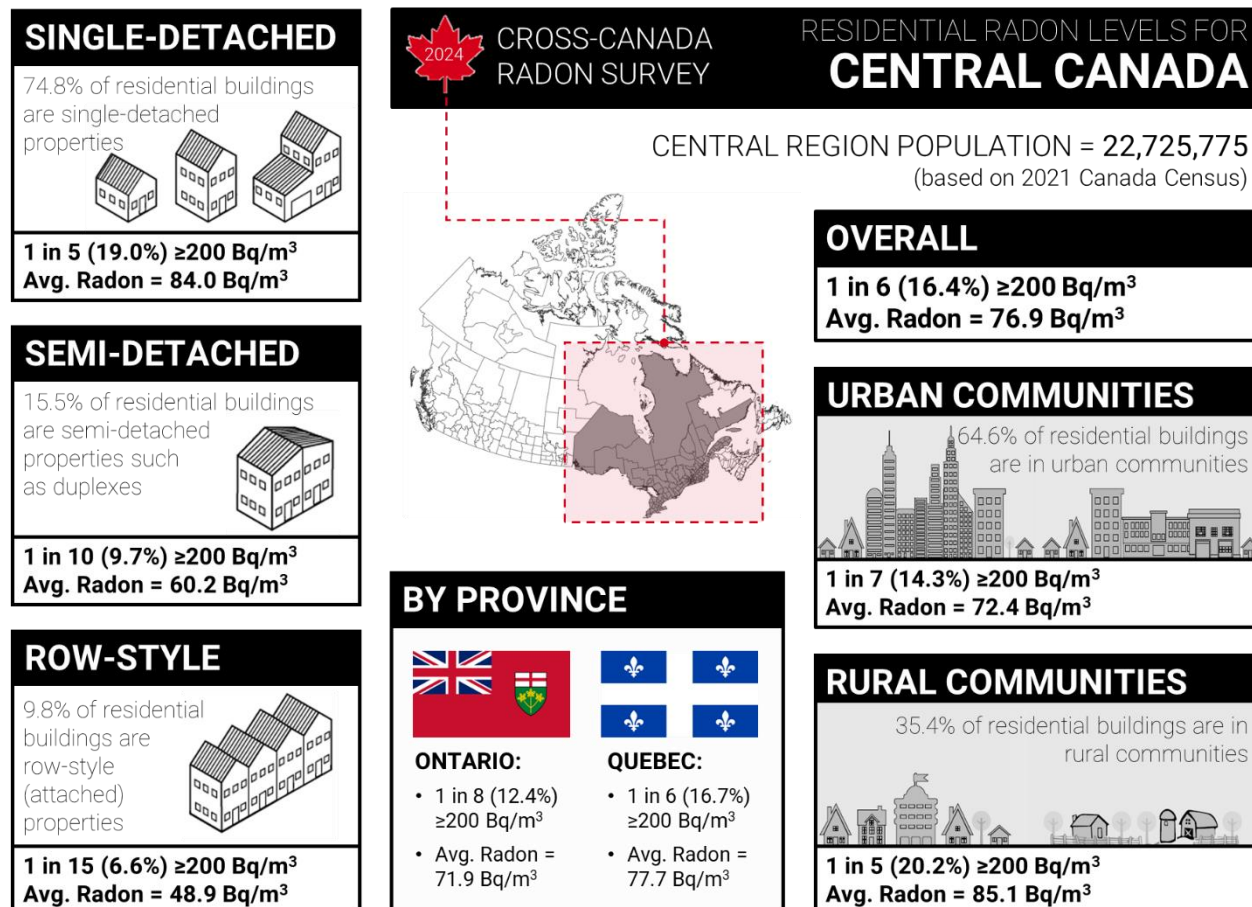 SINGLE-DETACHED
74.8% of residential buildings
are single-detached
properties
1 in 5 (19.0%) ≥200 Bq/m³
Avg. Radon = 84.0 Bq/m³
SEMI-DETACHED
15.5% of residential buildings
are semi-detached
properties such
as duplexes
1 in 10 (9.7%) ≥200 Bq/m³
Avg. Radon = 60.2 Bq/m³
ROW-STYLE
9.8% of residential
buildings are
row-style
(attached)
properties
1 in 15 (6.6%) ≥200 Bq/m³
Avg. Radon = 48.9 Bq/m³
2024
CROSS-CANADA
RADON SURVEY
RESIDENTIAL RADON LEVELS FOR
CENTRAL CANADA
CENTRAL REGION POPULATION = 22,725,775
(based on 2021 Canada Census)
BY PROVINCE
ONTARIO:
• 1 in 8 (12.4%)
≥200 Bq/m³
• Avg. Radon =
71.9 Bq/m³
QUEBEC:
• 1 in 6 (16.7%)
≥200 Bq/m³
• Avg. Radon =
77.7 Bq/m³
OVERALL
1 in 6 (16.4%) ≥200 Bq/m³
Avg. Radon = 76.9 Bq/m³
URBAN COMMUNITIES
64.6% of residential buildings
are in urban communities
1 in 7 (14.3%) ≥200 Bq/m³
Avg. Radon = 72.4 Bq/m³
RURAL COMMUNITIES
35.4% of residential buildings are in
rural communities
1 in 5 (20.2%) ≥200 Bq/m³
Avg. Radon = 85.1 Bq/m³